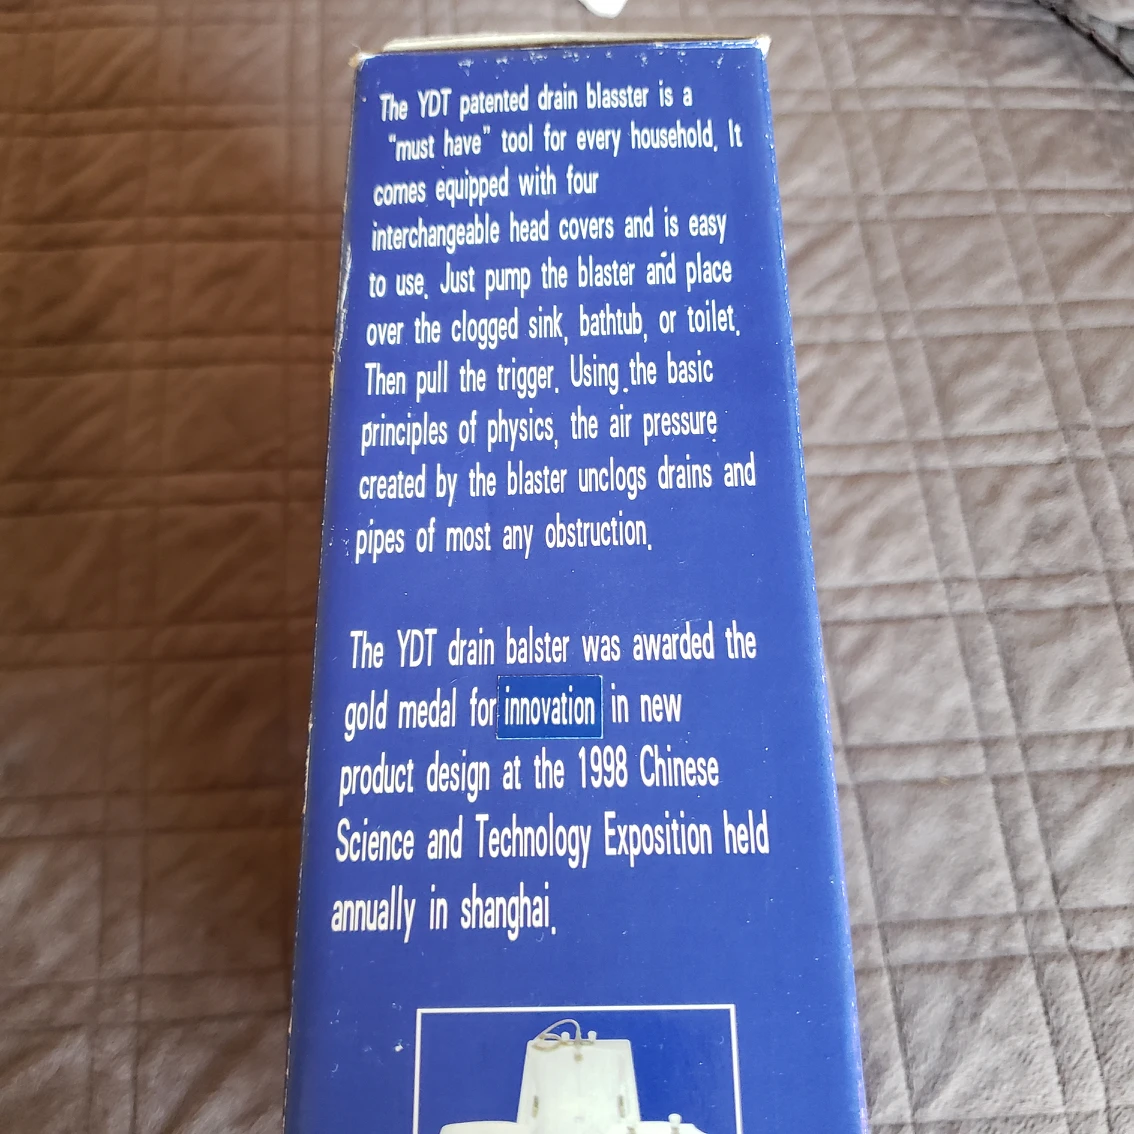 The YDT patented drain blasster is a
"must have" tool for every household. It
comes equipped with four
interchangeable head covers and is easy
to use. Just pump the blaster and place
over the clogged sink, bathtub, or toilet.
Then pull the trigger. Using the basic
principles of physics, the air pressure
created by the blaster unclogs drains and
pipes of most any obstruction.
The YDT drain balster was awarded the
gold medal for innovation in new
product design at the 1998 Chinese
Science and Technology Exposition held
annually in shanghai.